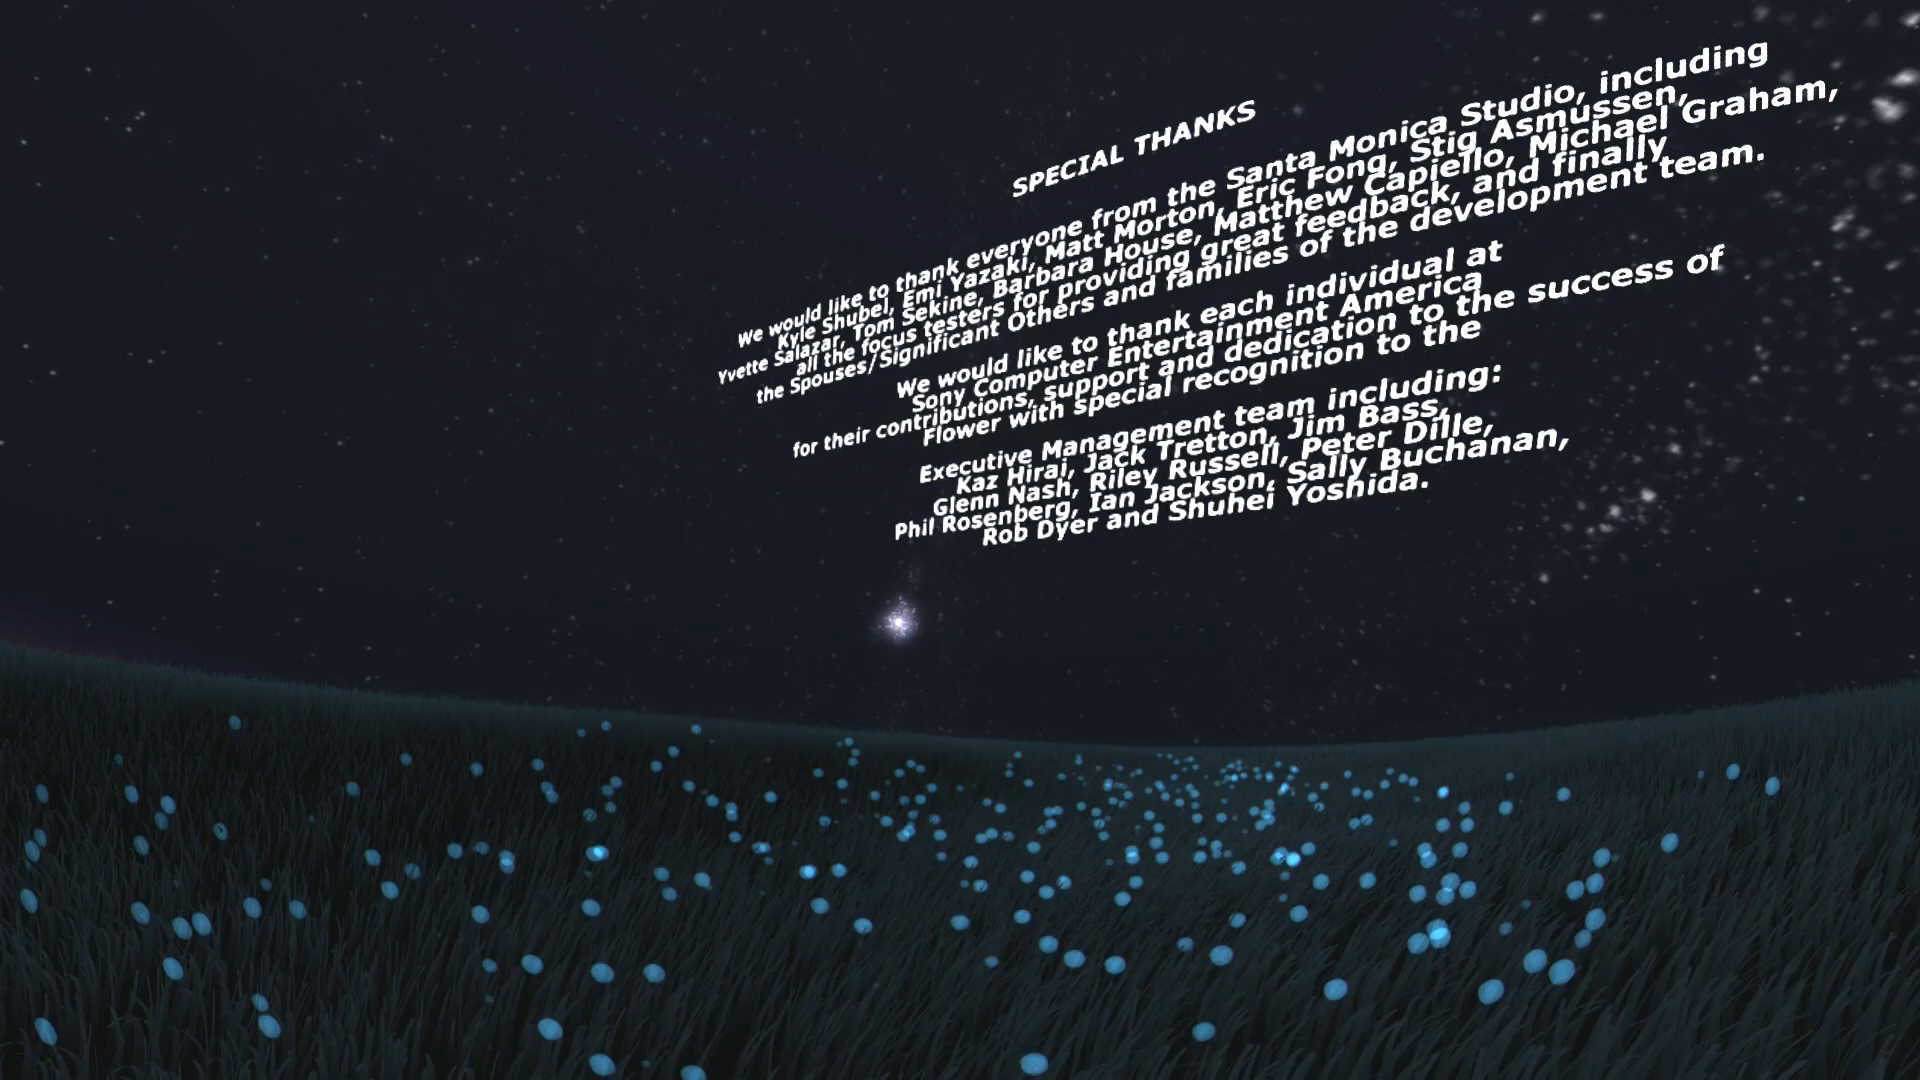 SPECIAL THANKS
We would like to thank everyone from the Santa Monica Studio, including
Kyle Shubel, Emi Yazaki, Matt Morton, Eric Fong, Stig Asmussen,
Yvette Salazar, Tom Sekine, Barbara House, Matthew Capiello, Michael Graham,
all the focus testers for providing great feedback, and finally
the Spouses/Significant Others and families of the development team.
We would like to thank each individual at
Sony Computer Entertainment America
for their contributions, support and dedication to the success of
Flower with special recognition to the
Executive Management team including:
Kaz Hirai, Jack Tretton, Jim Bass,
Glenn Nash, Riley Russell, Peter Dille,
Phil Rosenberg, Ian Jackson, Sally Buchanan,
Rob Dyer and Shuhei Yoshida.